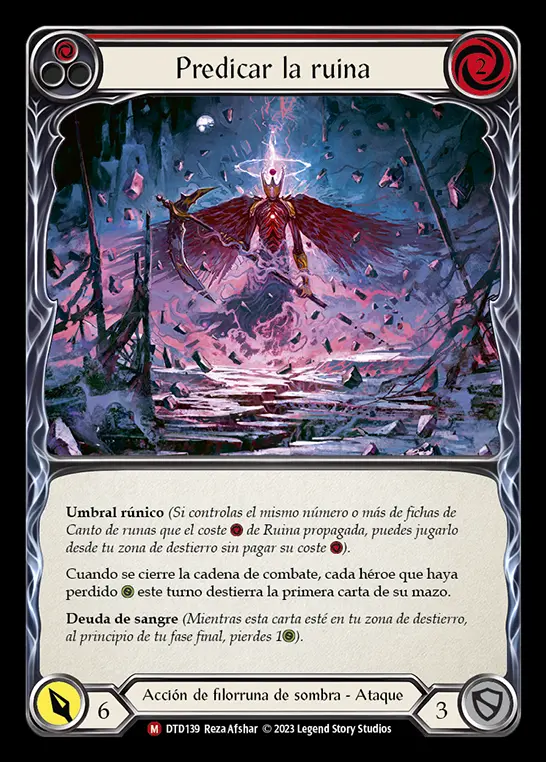 Predicar la ruina
2
Umbral rúnico (Si controlas el mismo número o más de fichas de
Canto de runas que el coste de Ruina propagada, puedes jugarlo
desde tu zona de destierro sin pagar su coste ).
Cuando se cierre la cadena de combate, cada héroe que haya
perdido este turno destierra la primera carta de su mazo.
Deuda de sangre (Mientras esta carta esté en tu zona de destierro,
al principio de tu fase final, pierdes 1).
6
Acción de filorruna de sombra - Ataque
3
M DTD139 Reza Afshar © 2023 Legend Story Studios